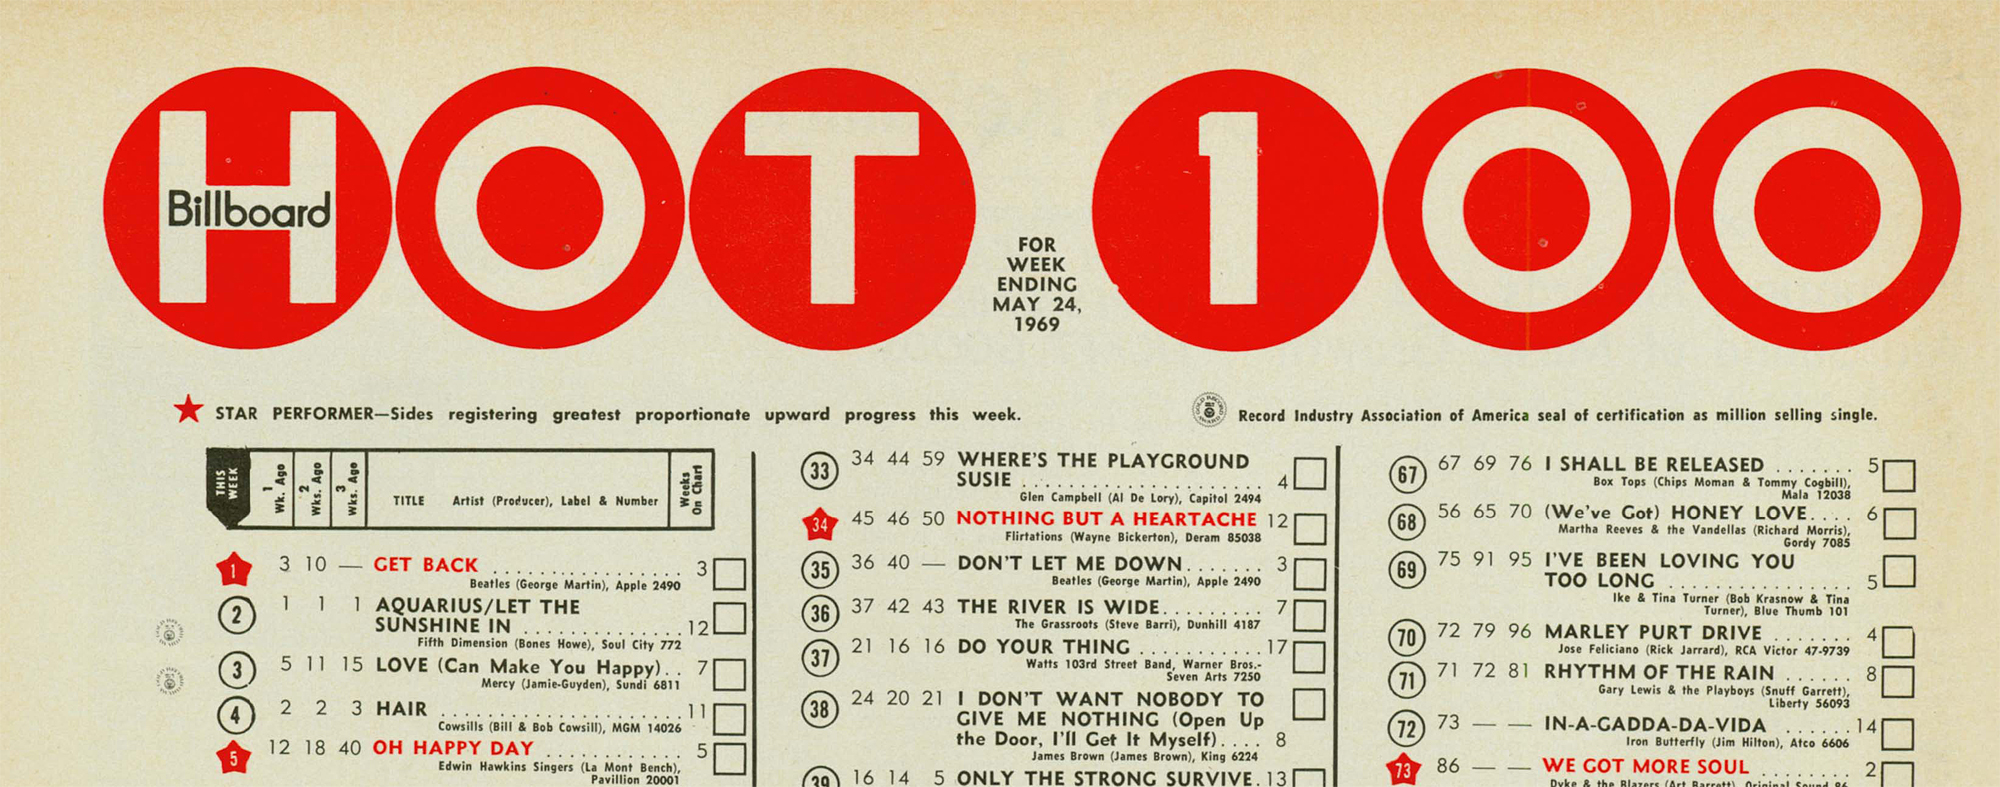 HOT 100
Billboard
FOR
WEEK
ENDING
MAY 24,
1969
★ STAR PERFORMER—Sides registering greatest proportionate upward progress this week.
Record Industry Association of America seal of certification as million selling single.
THIS WEEK
1 Wk. Ago
2 Wks. Ago
3 Wks. Ago
TITLE Artist (Producer), Label & Number
Weeks On Chart
1 3 10 — GET BACK . . . . . . . . . . . . . . . . . . 3
Beatles (George Martin), Apple 2490
2 1 1 1 AQUARIUS/LET THE
SUNSHINE IN . . . . . . . . . . . . . . . 12
Fifth Dimension (Bones Howe), Soul City 772
3 5 11 15 LOVE (Can Make You Happy) . . 7
Mercy (Jamie-Guyden), Sundi 6811
4 2 2 3 HAIR . . . . . . . . . . . . . . . . . . . . . . . 11
Cowsills (Bill & Bob Cowsill), MGM 14026
5 12 18 40 OH HAPPY DAY . . . . . . . . . . . . . . 5
Edwin Hawkins Singers (La Mont Bench),
Pavillion 20001
33 34 44 59 WHERE'S THE PLAYGROUND
SUSIE . . . . . . . . . . . . . . . . . . . . . 4
Glen Campbell (Al De Lory), Capitol 2494
34 45 46 50 NOTHING BUT A HEARTACHE 12
Flirtations (Wayne Bickerton), Deram 85038
35 36 40 — DON'T LET ME DOWN . . . . . . . 3
Beatles (George Martin), Apple 2490
36 37 42 43 THE RIVER IS WIDE . . . . . . . . . 7
The Grassroots (Steve Barri), Dunhill 4187
37 21 16 16 DO YOUR THING . . . . . . . . . . . . 17
Watts 103rd Street Band, Warner Bros.-
Seven Arts 7250
38 24 20 21 I DON'T WANT NOBODY TO
GIVE ME NOTHING (Open Up
the Door, I'll Get It Myself) . . . . 8
James Brown (James Brown), King 6224
39 16 14 5 ONLY THE STRONG SURVIVE . 13
67 67 69 76 I SHALL BE RELEASED . . . . . . . 5
Box Tops (Chips Moman & Tommy Cogbill),
Mala 12038
68 56 65 70 (We've Got) HONEY LOVE . . . . 6
Martha Reeves & the Vandellas (Richard Morris),
Gordy 7085
69 75 91 95 I'VE BEEN LOVING YOU
TOO LONG . . . . . . . . . . . . . . . . . 5
Ike & Tina Turner (Bob Krasnow & Tina
Turner), Blue Thumb 101
70 72 79 96 MARLEY PURT DRIVE . . . . . . . 4
Jose Feliciano (Rick Jarrard), RCA Victor 47-9739
71 71 72 81 RHYTHM OF THE RAIN . . . . . . 8
Gary Lewis & the Playboys (Snuff Garrett),
Liberty 56093
72 73 — — IN-A-GADDA-DA-VIDA . . . . . . . 14
Iron Butterfly (Jim Hilton), Atco 6606
73 86 — — WE GOT MORE SOUL . . . . . . . . 2
Dyke & the Blazers (Art Barrett), Original Sound 86